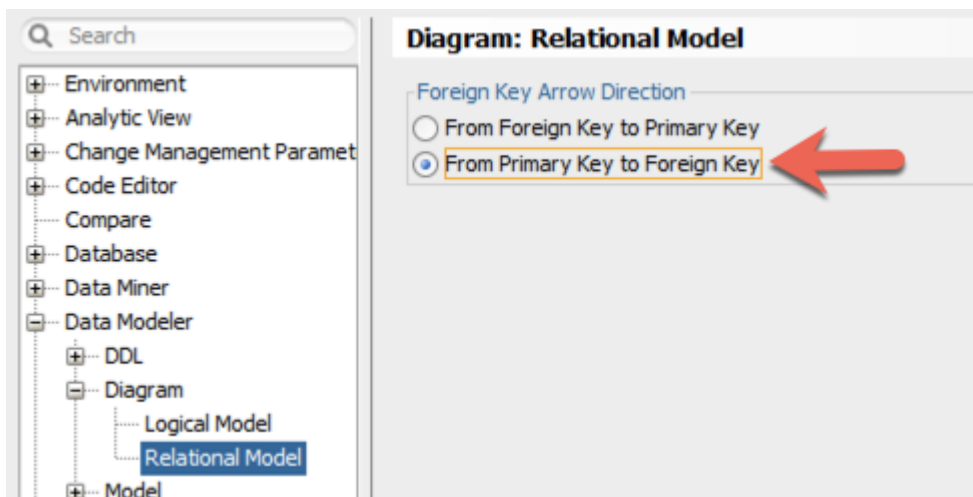 Search
Environment
Analytic View
Change Management Paramet
Code Editor
Compare
Database
Data Miner
Data Modeler
DDL
Diagram
Logical Model
Relational Model
Model
Diagram: Relational Model
Foreign Key Arrow Direction
From Foreign Key to Primary Key
From Primary Key to Foreign Key